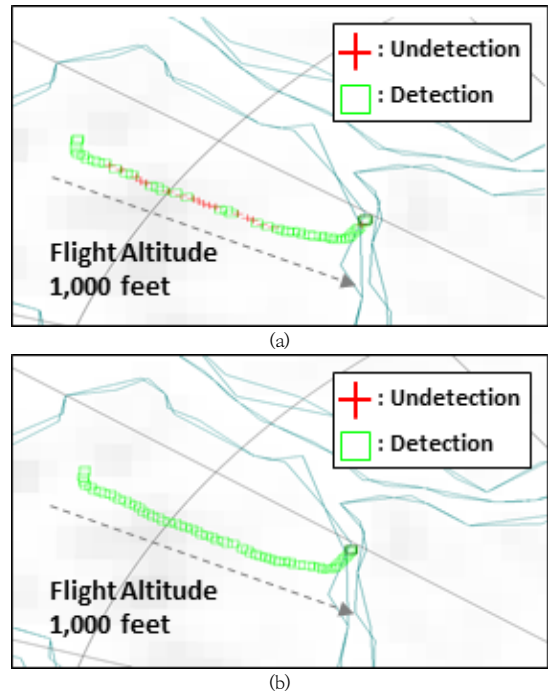 : Undetection
: Detection
Flight Altitude
1,000 feet
(a)
: Undetection
: Detection
Flight Altitude
1,000 feet
(b)